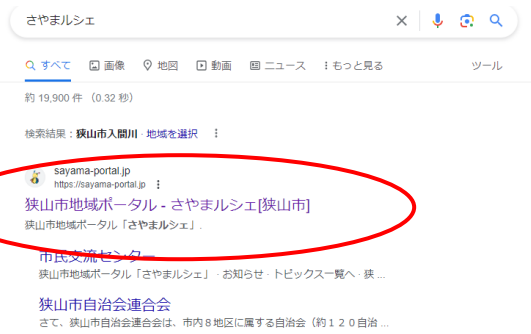 さやまルシェ
すべて 画像 地図 動画 ニュース もっと見る ツール
約 19,900 件 （0.32 秒）
検索結果：狭山市入間川 · 地域を選択
sayama-portal.jp
https://sayama-portal.jp
狭山市地域ポータル - さやまルシェ[狭山市]
狭山市地域ポータル「さやまルシェ」.
市民交流センター
狭山市地域ポータル「さやまルシェ」 · お知らせ · トピックス一覧へ · 狭 ...
狭山市自治会連合会
さて、狭山市自治会連合会は、市内８地区に属する自治会（約１２０自治 ...